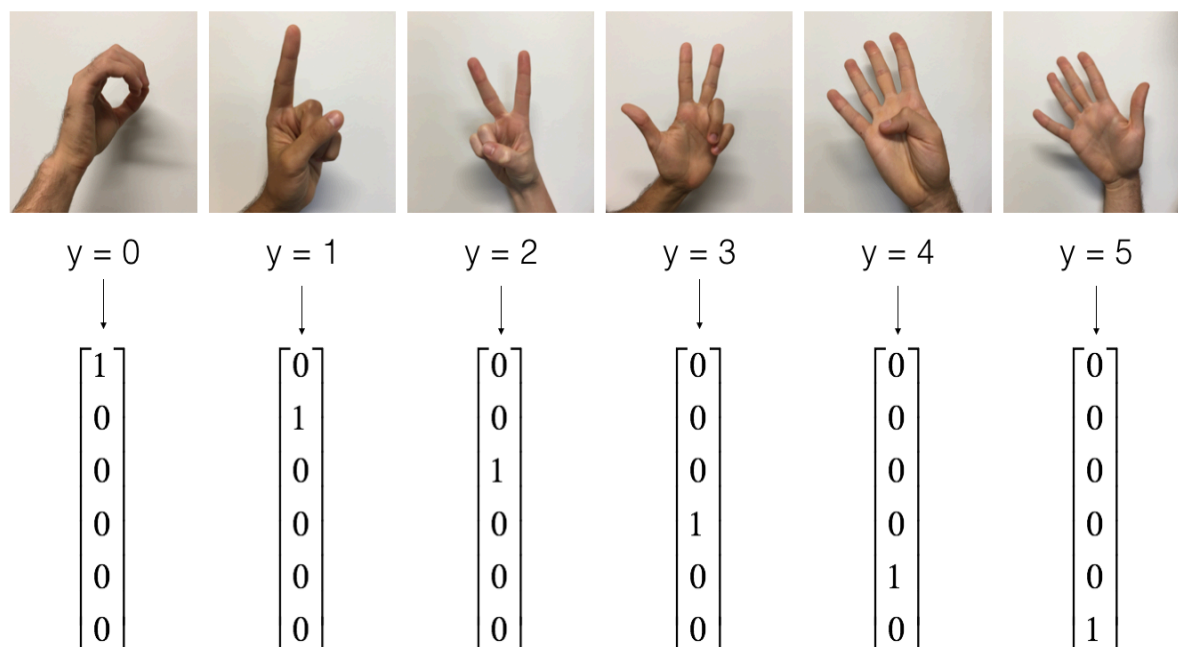 y = 0 y = 1 y = 2 y = 3 y = 4 y = 5
1 0 0 0 0 0
0 1 0 0 0 0
0 0 1 0 0 0
0 0 0 1 0 0
0 0 0 0 1 0
0 0 0 0 0 1